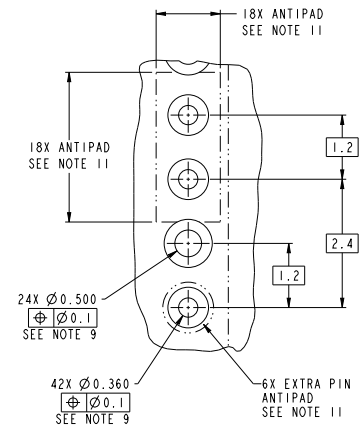 18X ANTIPAD
SEE NOTE 11
18X ANTIPAD
SEE NOTE 11
1.2
2.4
1.2
24X Ø0.500
⌖ Ø0.1
SEE NOTE 9
42X Ø0.360
⌖ Ø0.1
SEE NOTE 9
6X EXTRA PIN
ANTIPAD
SEE NOTE 11